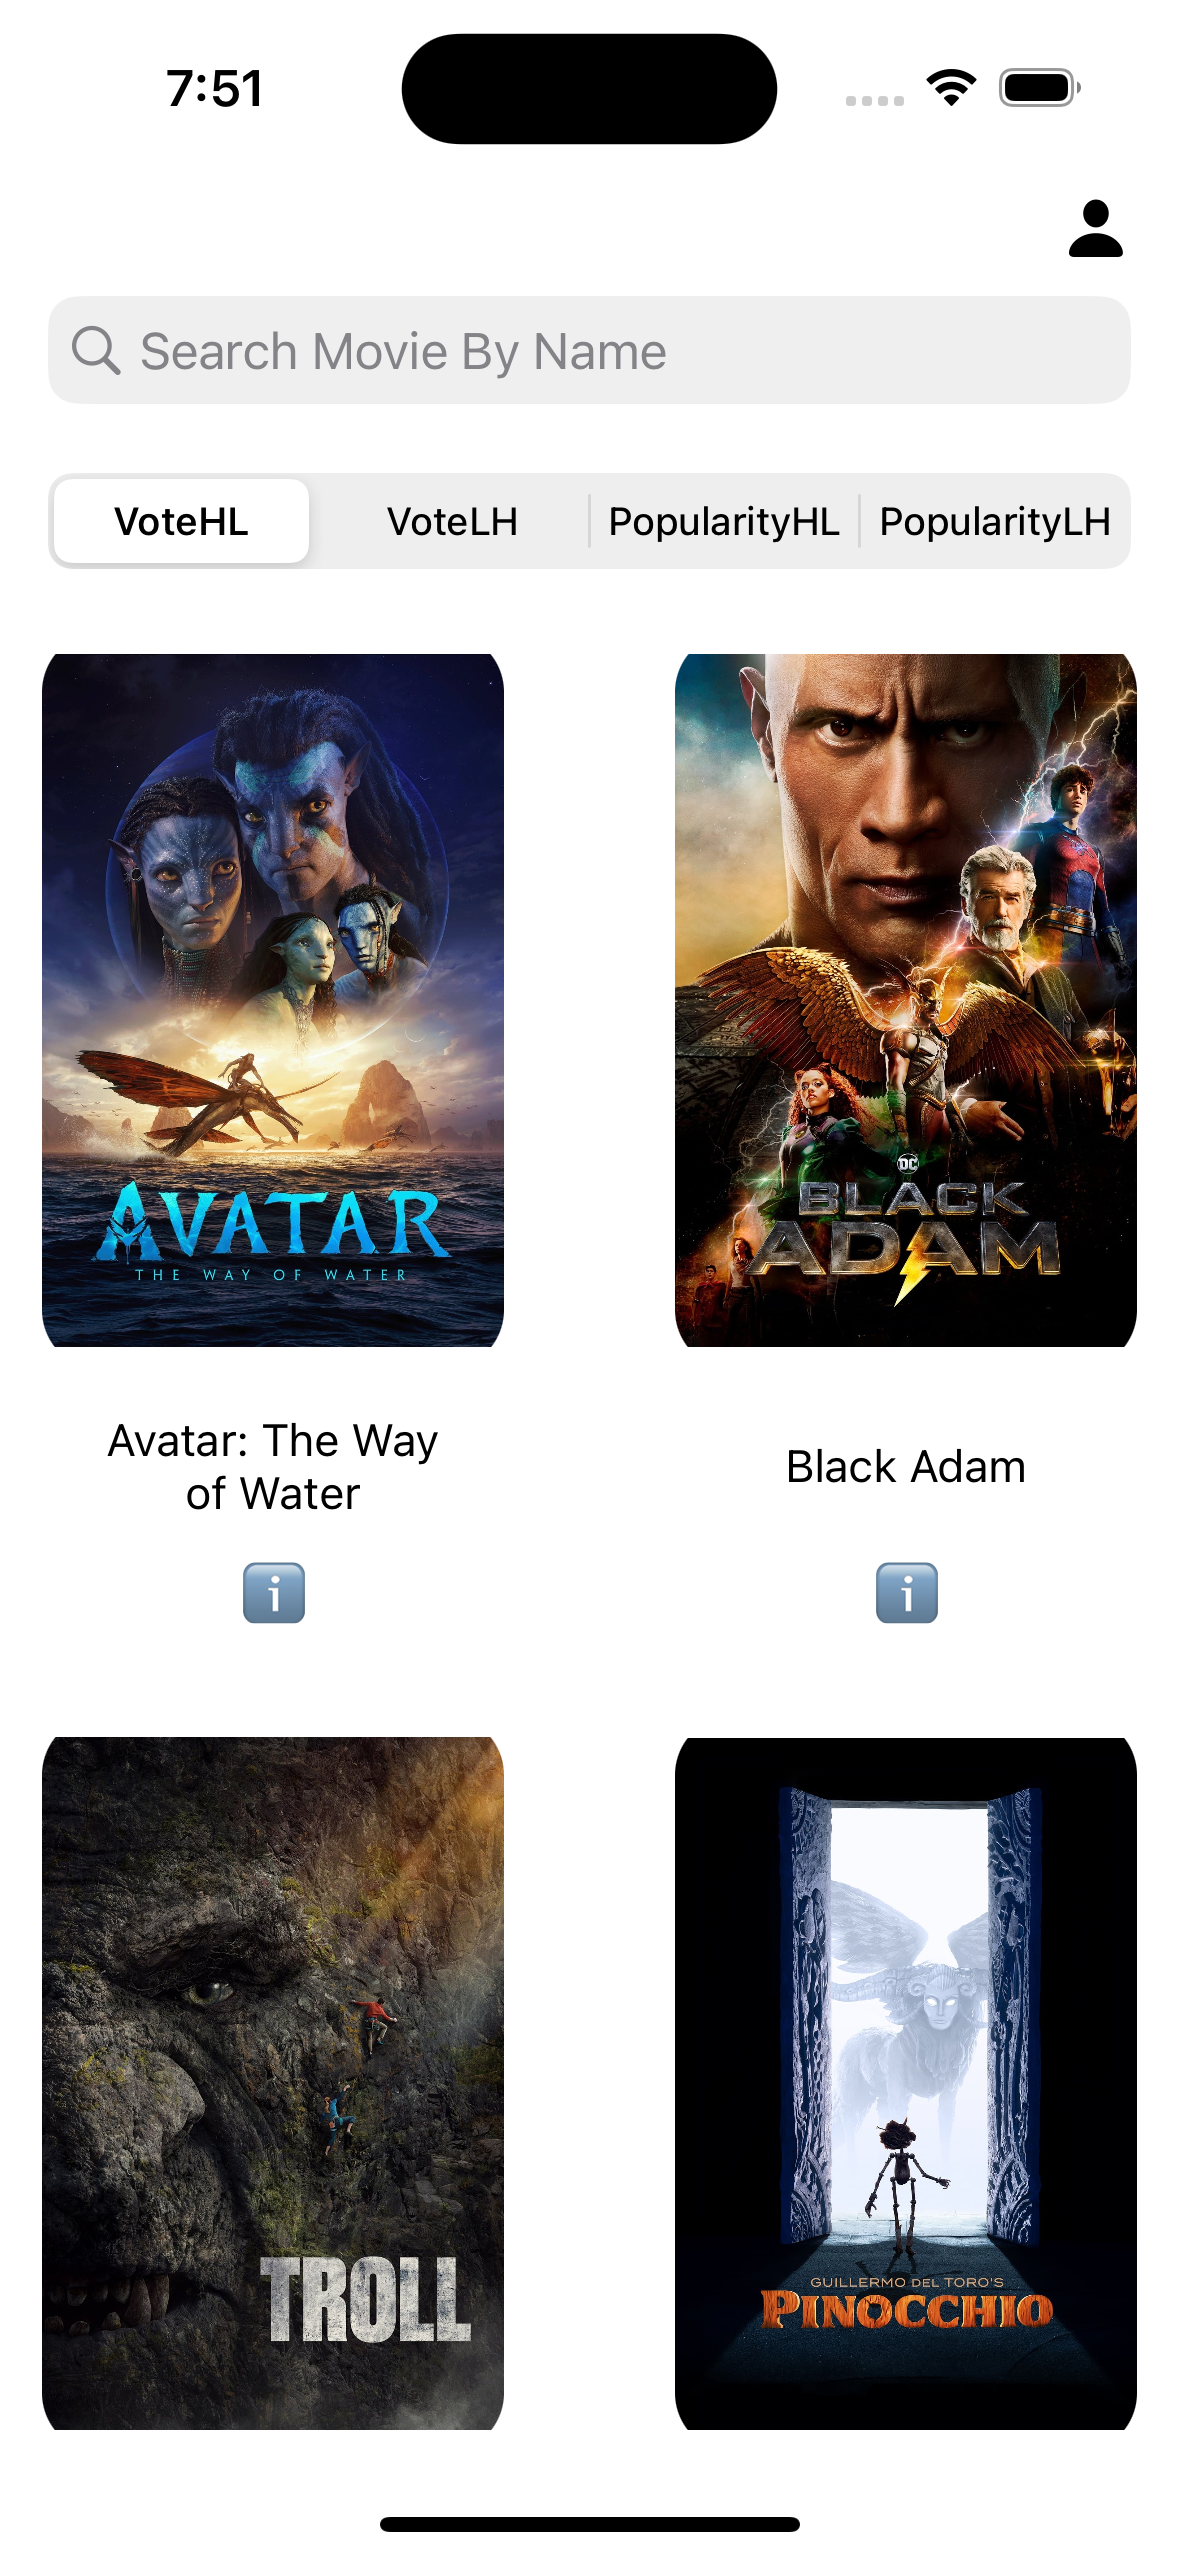 7:51
Search Movie By Name
VoteHL VoteLH PopularityHL PopularityLH
AVATAR
THE WAY OF WATER
DC
BLACK
ADAM
Avatar: The Way
of Water
Black Adam
i
i
TROLL
GUILLERMO DEL TORO'S
PINOCCHIO